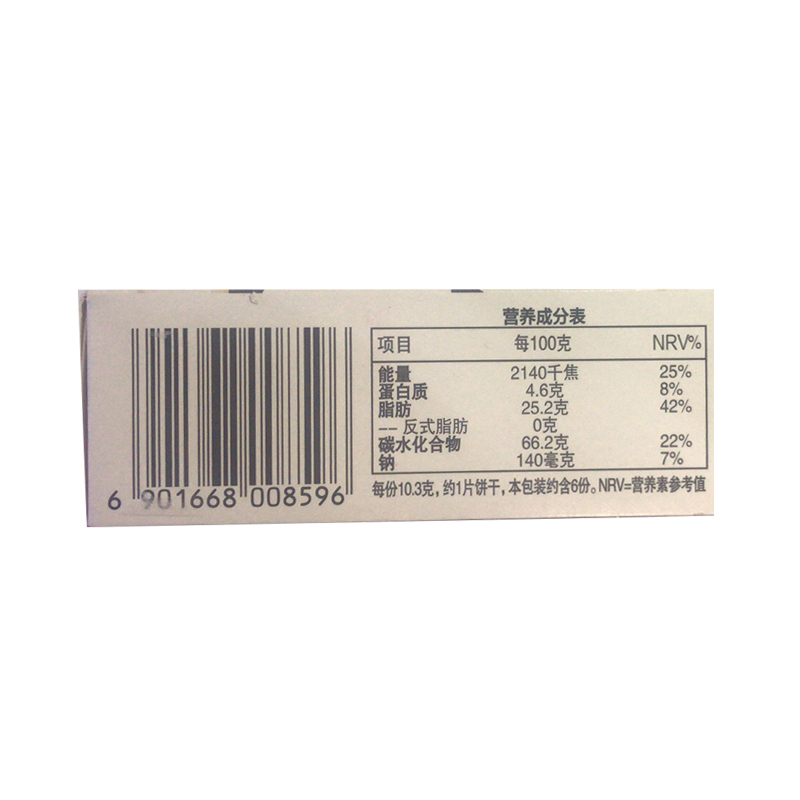 营养成分表
项目 每100克 NRV%
能量 2140千焦 25%
蛋白质 4.6克 8%
脂肪 25.2克 42%
-- 反式脂肪 0克
碳水化合物 66.2克 22%
钠 140毫克 7%
每份10.3克，约1片饼干，本包装约含6份。NRV=营养素参考值
6 901668 008596